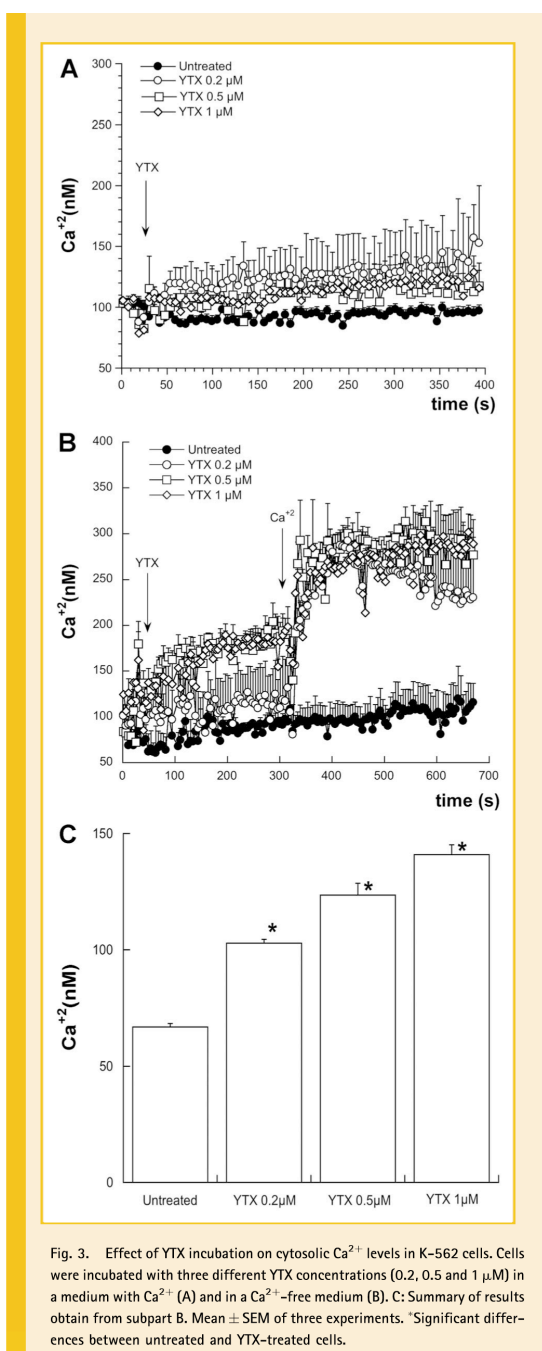 A
300
250
200
150
100
50
Ca+2(nM)
Untreated
YTX 0.2 µM
YTX 0.5 µM
YTX 1 µM
YTX
0 50 100 150 200 250 300 350 400
time (s)
B
400
350
300
250
200
150
100
50
Ca+2(nM)
Untreated
YTX 0.2 µM
YTX 0.5 µM
YTX 1 µM
YTX
Ca+2
0 100 200 300 400 500 600 700
time (s)
C
150
100
50
0
Ca+2(nM)
*
*
*
Untreated YTX 0.2µM YTX 0.5µM YTX 1µM
Fig. 3. Effect of YTX incubation on cytosolic Ca2+ levels in K-562 cells. Cells
were incubated with three different YTX concentrations (0.2, 0.5 and 1 µM) in
a medium with Ca2+ (A) and in a Ca2+-free medium (B). C: Summary of results
obtain from subpart B. Mean ± SEM of three experiments. *Significant differ-
ences between untreated and YTX-treated cells.